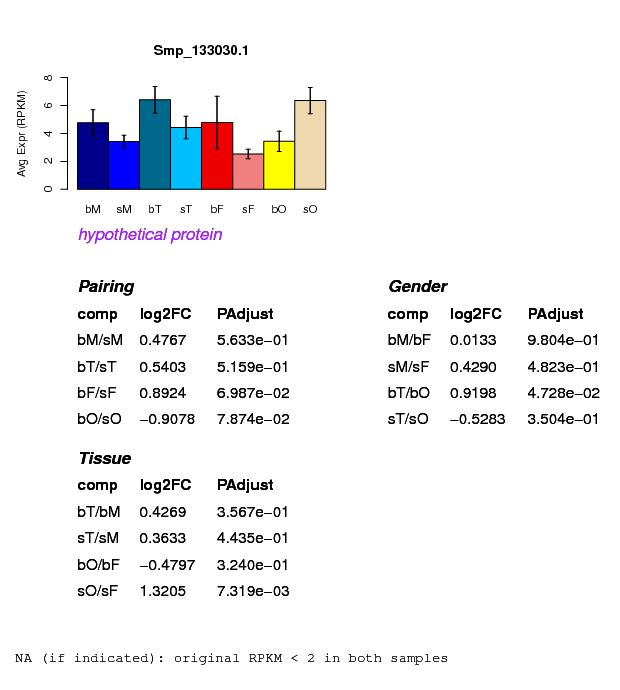 Smp_133030.1
Avg Expr (RPKM)
8
6
4
2
0
bM sM bT sT bF sF bO sO
hypothetical protein
Pairing
comp log2FC PAdjust
bM/sM 0.4767 5.633e−01
bT/sT 0.5403 5.159e−01
bF/sF 0.8924 6.987e−02
bO/sO −0.9078 7.874e−02
Gender
comp log2FC PAdjust
bM/bF 0.0133 9.804e−01
sM/sF 0.4290 4.823e−01
bT/bO 0.9198 4.728e−02
sT/sO −0.5283 3.504e−01
Tissue
comp log2FC PAdjust
bT/bM 0.4269 3.567e−01
sT/sM 0.3633 4.435e−01
bO/bF −0.4797 3.240e−01
sO/sF 1.3205 7.319e−03
NA (if indicated): original RPKM < 2 in both samples